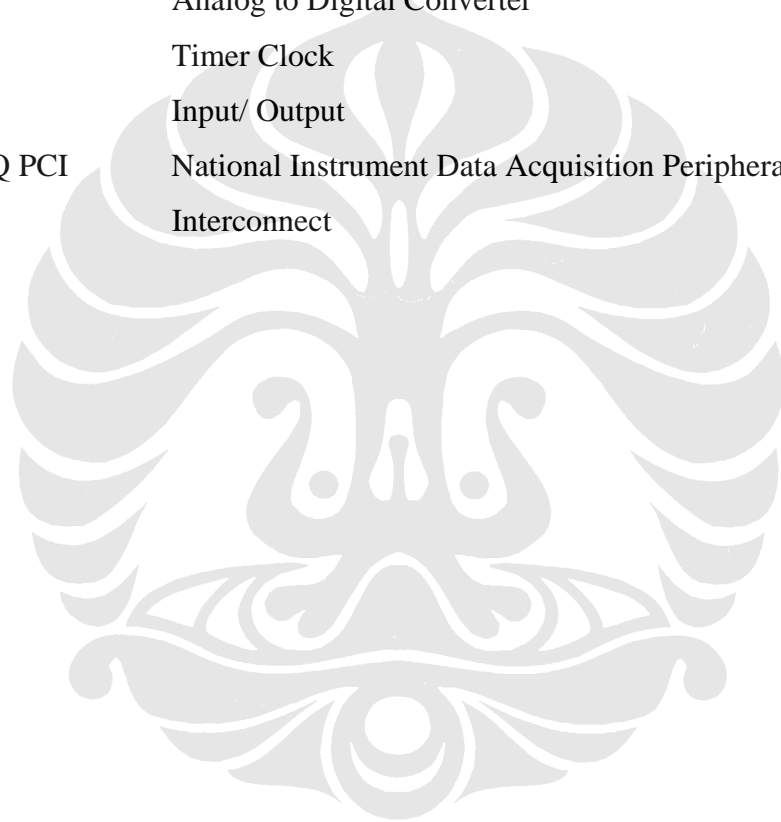 Analog to Digital Converter
Timer Clock
Input/ Output
Q PCI National Instrument Data Acquisition Periphera
Interconnect